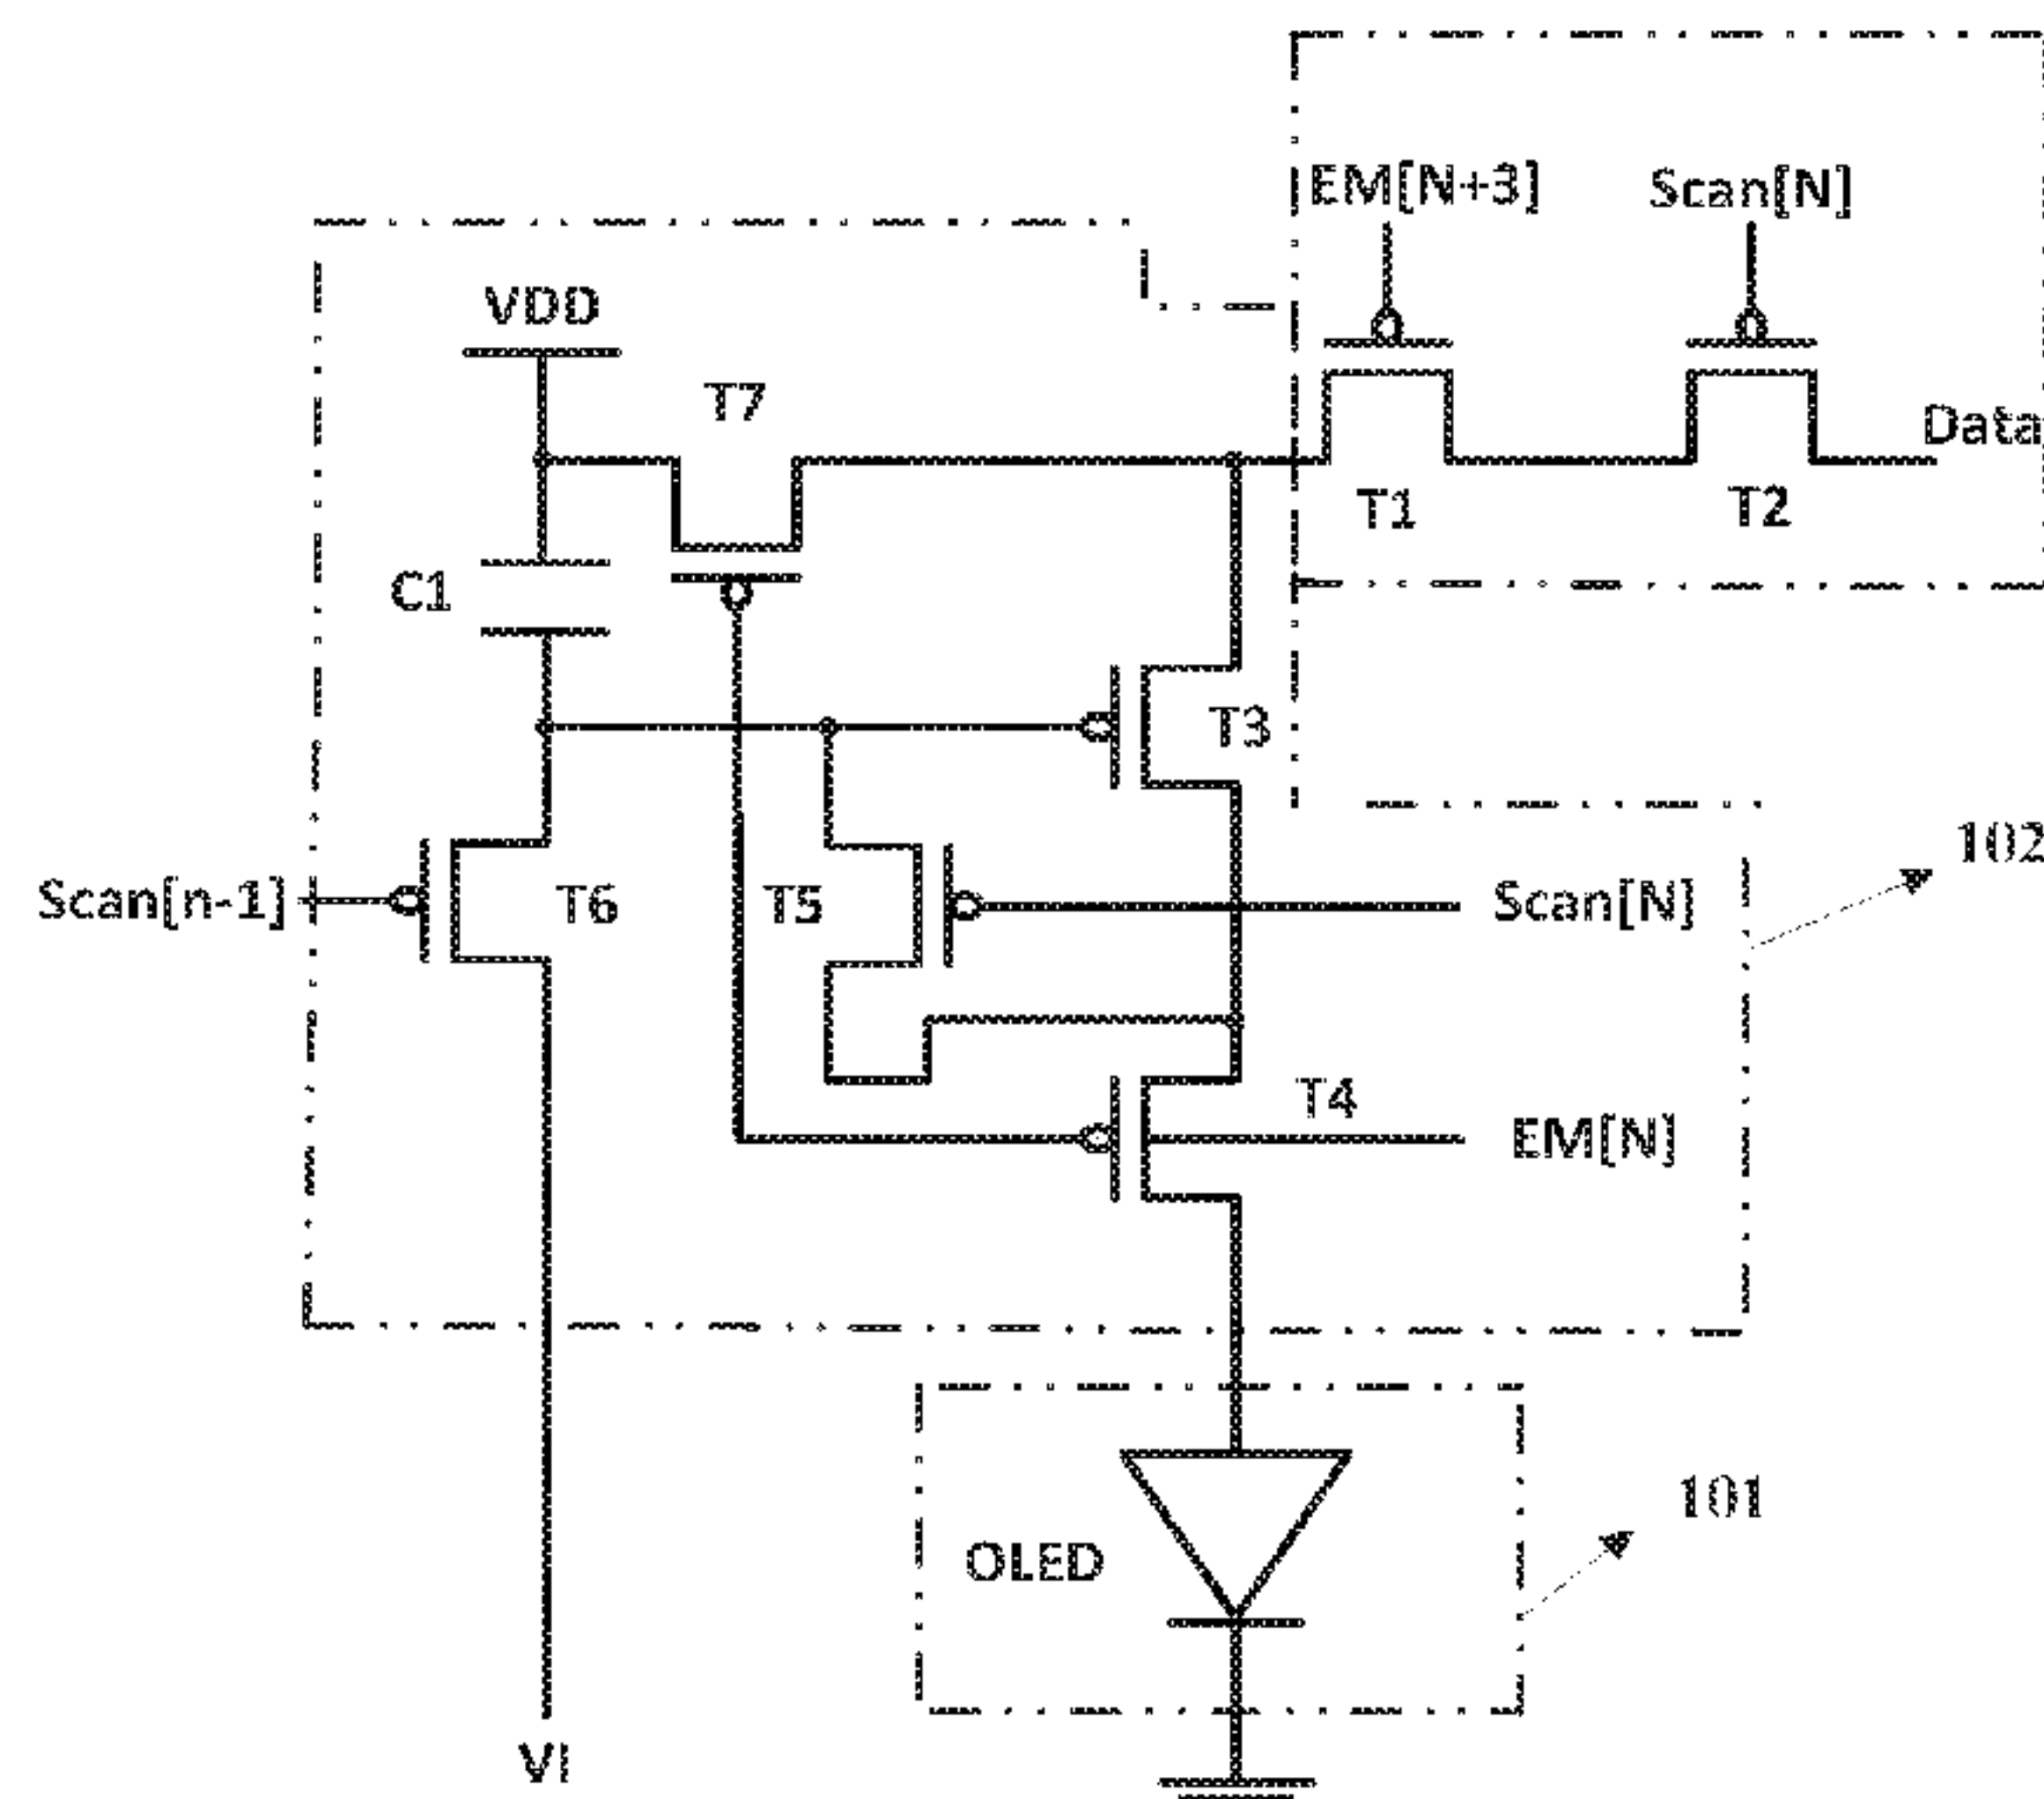 EM[N+3]
Scan[N]
VDD
T7
Data
T1
T2
C1
T3
102
Scan[n-1]
T6
T5
Scan[N]
T4
EM[N]
101
OLED
VI